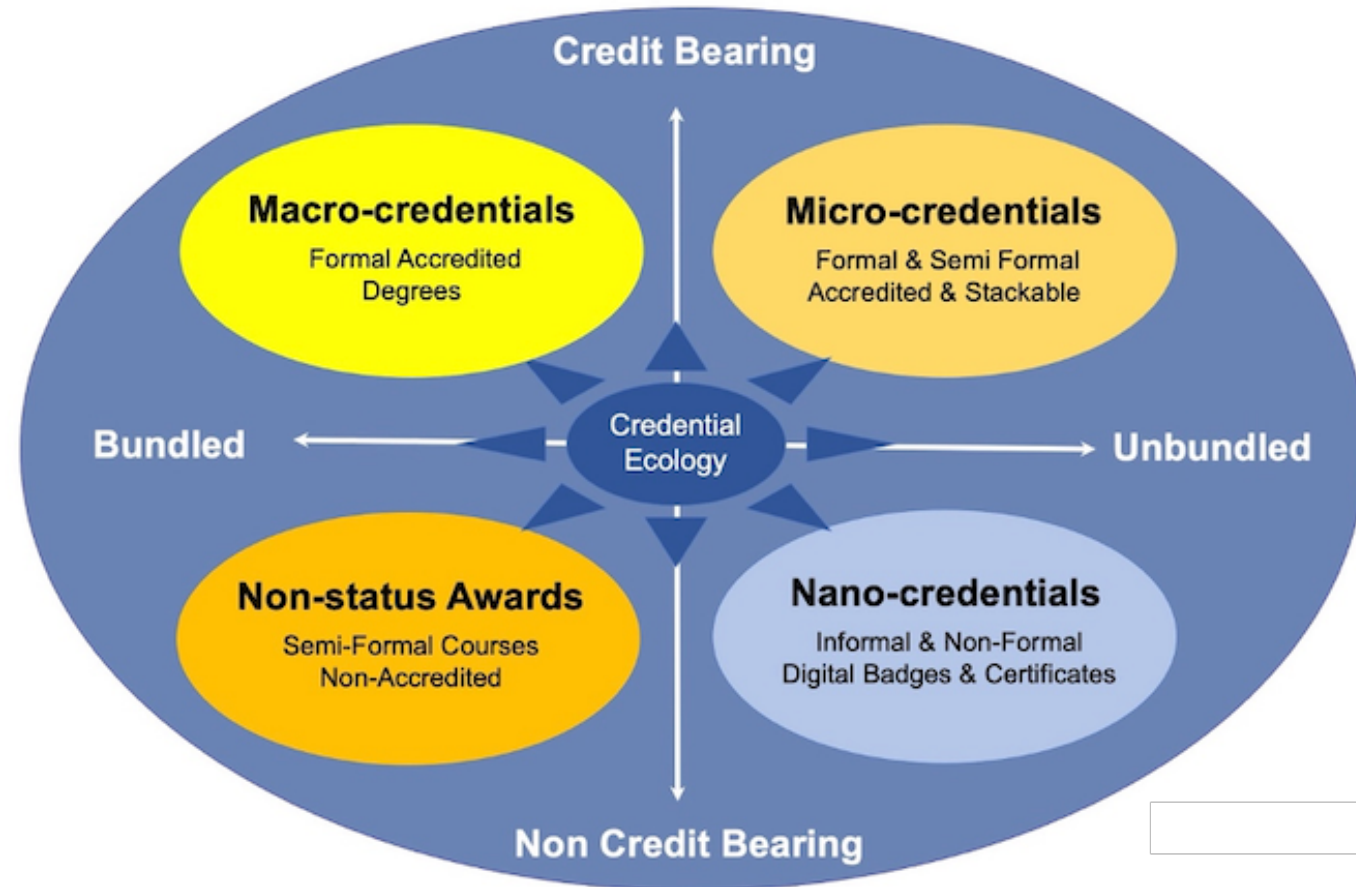 Credit Bearing
Macro-credentials
Formal Accredited
Degrees
Micro-credentials
Formal & Semi Formal
Accredited & Stackable
Bundled
Credential
Ecology
Unbundled
Non-status Awards
Semi-Formal Courses
Non-Accredited
Nano-credentials
Informal & Non-Formal
Digital Badges & Certificates
Non Credit Bearing